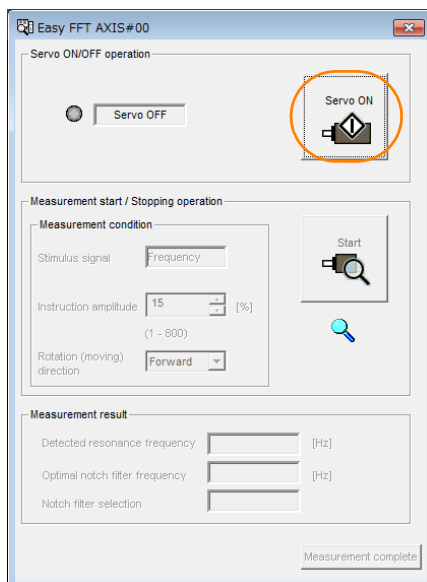 Easy FFT AXIS#00
Servo ON/OFF operation
Servo OFF
Servo ON
Measurement start / Stopping operation
Measurement condition
Stimulus signal
Frequency
Instruction amplitude
15
[%]
(1 - 800)
Rotation (moving)
direction
Forward
Start
Measurement result
Detected resonance frequency
[Hz]
Optimal notch filter frequency
[Hz]
Notch filter selection
Measurement complete